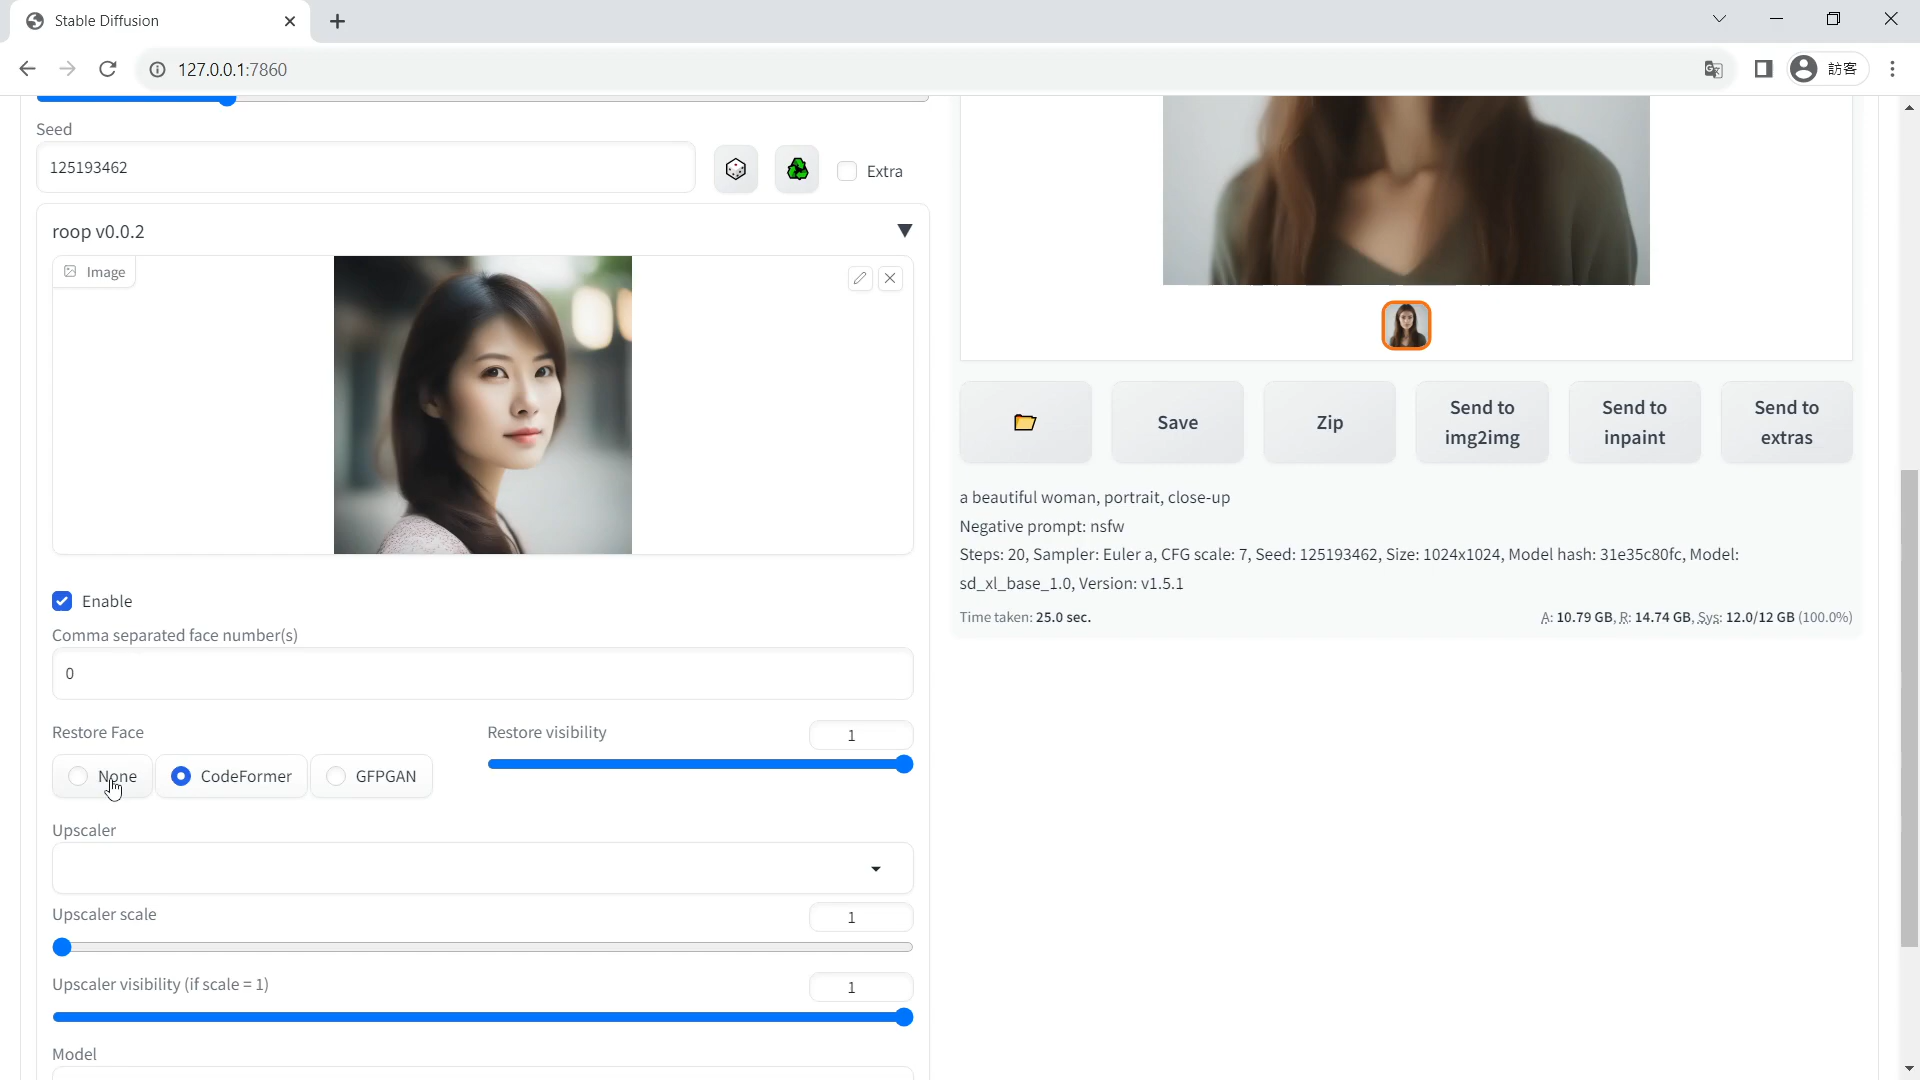 Stable Diffusion
127.0.0.1:7860
訪客
Seed
125193462
Extra
roop v0.0.2
Image
Enable
Comma separated face number(s)
0
Restore Face
Restore visibility
1
None
CodeFormer
GFPGAN
Upscaler
Upscaler scale
1
Upscaler visibility (if scale = 1)
1
Model
Save
Zip
Send to
img2img
Send to
inpaint
Send to
extras
a beautiful woman, portrait, close-up
Negative prompt: nsfw
Steps: 20, Sampler: Euler a, CFG scale: 7, Seed: 125193462, Size: 1024x1024, Model hash: 31e35c80fc, Model:
sd_xl_base_1.0, Version: v1.5.1
Time taken: 25.0 sec.
A: 10.79 GB, R: 14.74 GB, Sys: 12.0/12 GB (100.0%)